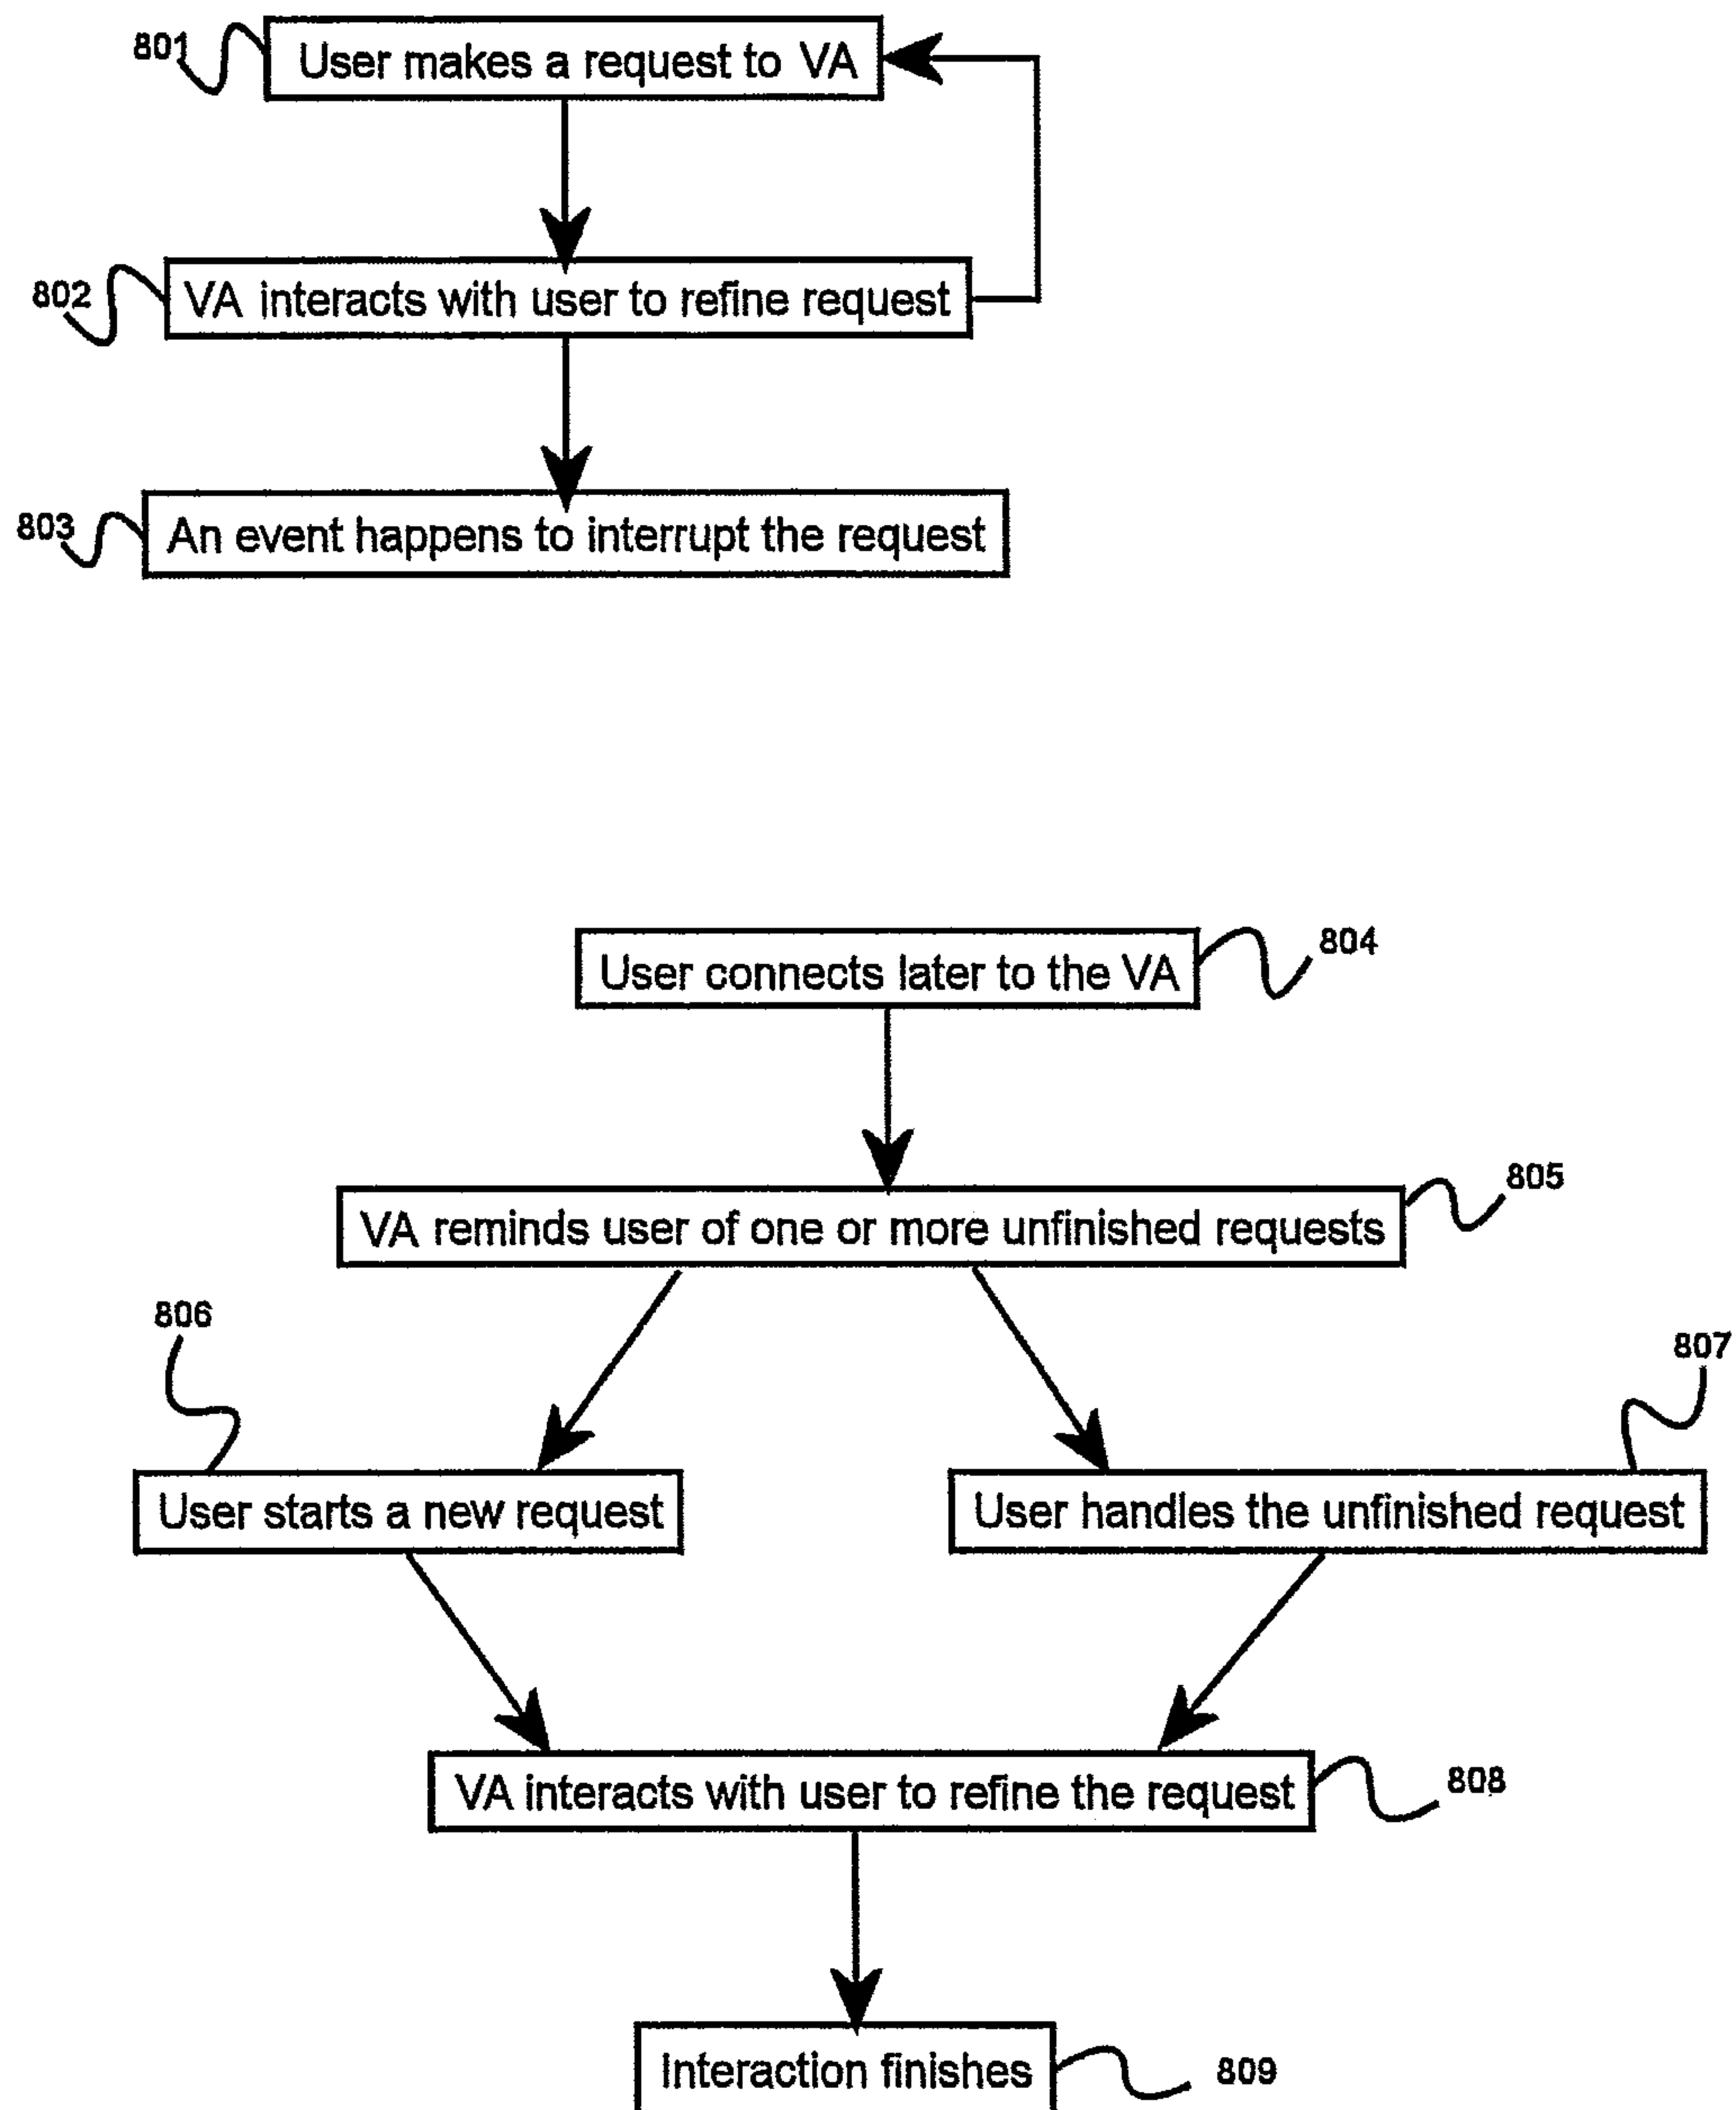 801
User makes a request to VA
802
VA interacts with user to refine request
803
An event happens to interrupt the request
804
User connects later to the VA
805
VA reminds user of one or more unfinished requests
806
807
User starts a new request
User handles the unfinished request
VA interacts with user to refine the request
808
Interaction finishes
809